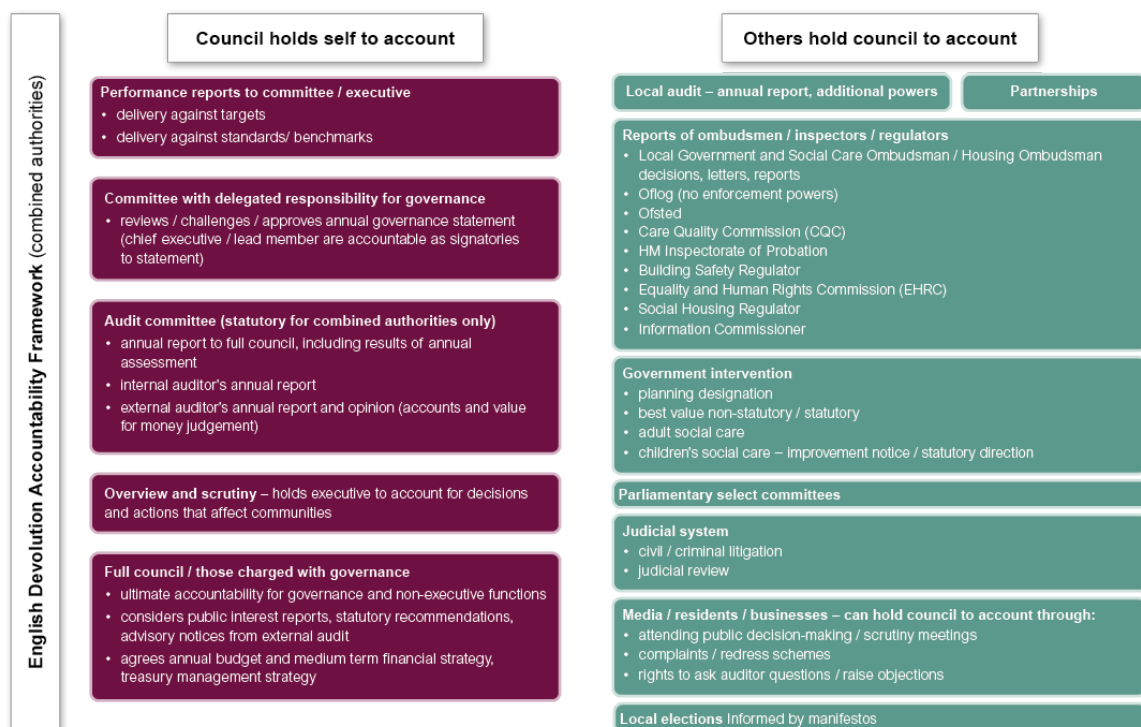 English Devolution Accountability Framework (combined authorities)
Council holds self to account
Performance reports to committee / executive
• delivery against targets
• delivery against standards/ benchmarks
Committee with delegated responsibility for governance
• reviews / challenges / approves annual governance statement
(chief executive / lead member are accountable as signatories
to statement)
Audit committee (statutory for combined authorities only)
• annual report to full council, including results of annual
assessment
• internal auditor's annual report
• external auditor's annual report and opinion (accounts and value
for money judgement)
Overview and scrutiny – holds executive to account for decisions
and actions that affect communities
Full council / those charged with governance
• ultimate accountability for governance and non-executive functions
• considers public interest reports, statutory recommendations,
advisory notices from external audit
• agrees annual budget and medium term financial strategy,
treasury management strategy
Others hold council to account
Local audit – annual report, additional powers
Partnerships
Reports of ombudsmen / inspectors / regulators
• Local Government and Social Care Ombudsman / Housing Ombudsman
decisions, letters, reports
• Oflog (no enforcement powers)
• Ofsted
• Care Quality Commission (CQC)
• HM Inspectorate of Probation
• Building Safety Regulator
• Equality and Human Rights Commission (EHRC)
• Social Housing Regulator
• Information Commissioner
Government intervention
• planning designation
• best value non-statutory / statutory
• adult social care
• children's social care – improvement notice / statutory direction
Parliamentary select committees
Judicial system
• civil / criminal litigation
• judicial review
Media / residents / businesses – can hold council to account through:
• attending public decision-making / scrutiny meetings
• complaints / redress schemes
• rights to ask auditor questions / raise objections
Local elections Informed by manifestos